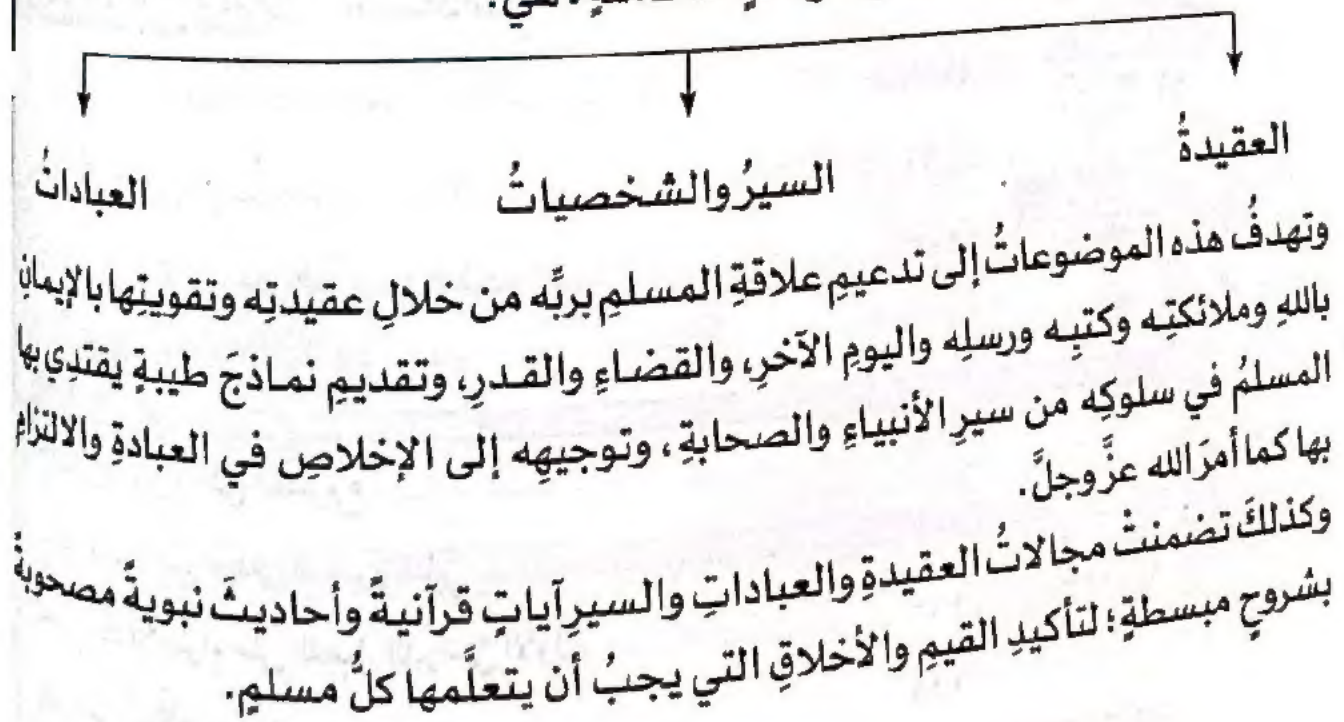 هي:
العقيدةُ
السيرُ والشخصياتُ
العباداتُ
وتهدفُ هذه الموضوعاتُ إلى تدعيمِ علاقةِ المسلمِ بربِّه من خلالِ عقيدتِه وتقويتِها بالإيمانِ
باللهِ وملائكتِه وكتبِه ورسلِه واليومِ الآخرِ، والقضاءِ والقدرِ، وتقديمِ نماذجَ طيبةٍ يقتدِي بها
المسلمُ في سلوكِه من سيرِ الأنبياءِ والصحابةِ، وتوجيهِه إلى الإخلاصِ في العبادةِ والالتزامِ
بها كما أمرَ الله عزَّ وجلَّ.
وكذلكَ تضمنتْ مجالاتُ العقيدةِ والعباداتِ والسيرِ آياتٍ قرآنيةً وأحاديثَ نبويةً مصحوبةً
بشروحٍ مبسطةٍ؛ لتأكيدِ القيمِ والأخلاقِ التي يجبُ أن يتعلَّمها كلُّ مسلمٍ.